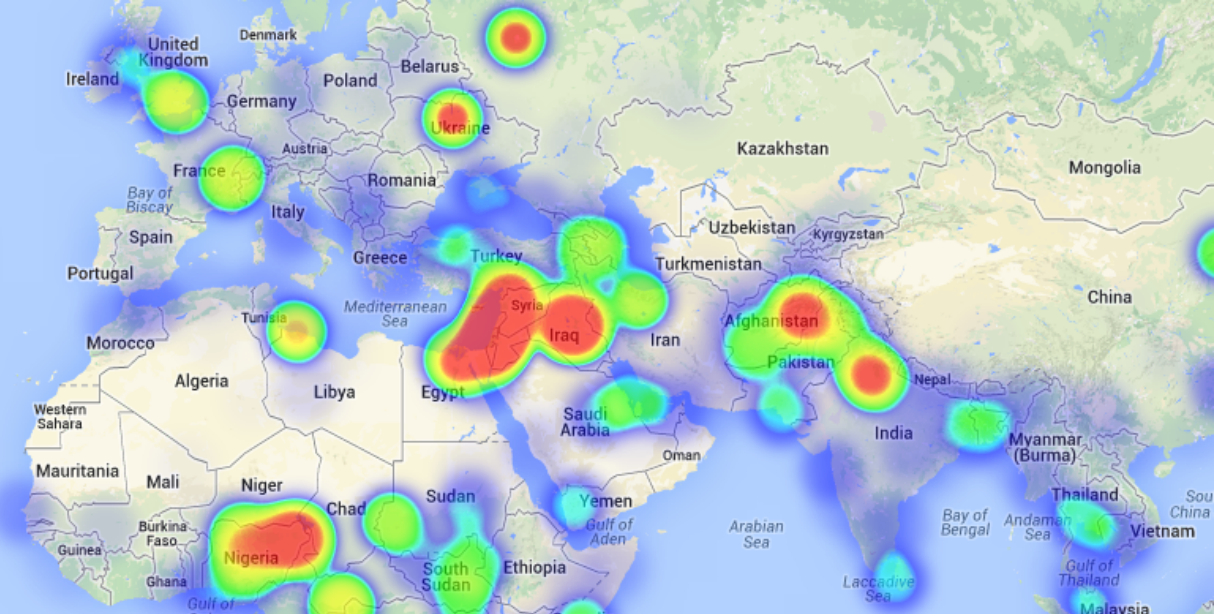 Denmark
United
Kingdom
Ireland
Belarus
Poland
Germany
Ukraine
Austria
Kazakhstan
Mongolia
France
Romania
Bay of
Biscay
Italy
Spain
Uzbekistan
Kyrgyzstan
Greece
Turkey
Turkmenistan
Portugal
China
Mediterranean
Sea
Syria
Tunisia
Afghanistan
Iraq
Iran
Morocco
Pakistan
Nepal
Algeria
Libya
Egypt
Western
Sahara
Saudi
Arabia
India
Myanmar
(Burma)
Oman
Mauritania
Mali
Niger
Sudan
Chad
Yemen
Thailand
Sou
China
Burkina
Faso
Gulf of
Aden
Arabian
Sea
Bay of
Bengal
Andaman
Sea
Vietnam
Guinea
Nigeria
South
Sudan
Ethiopia
Gulf of
Thailand
Ghana
Laccadive
Sea
Gulf of
Malaysia